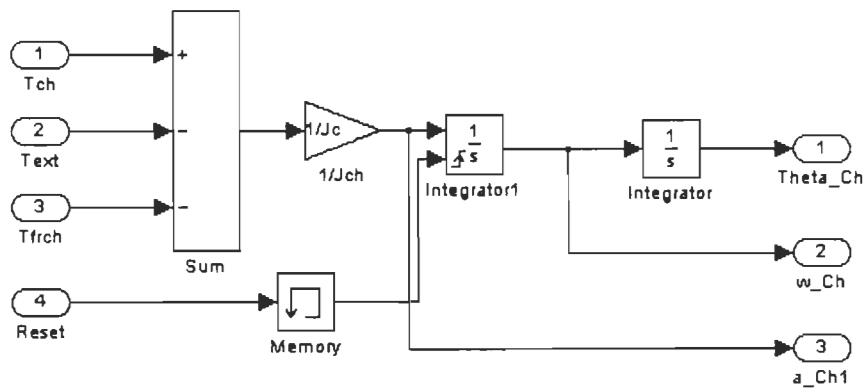 1
+
Tch
2
−
Text
3
−
Tfrch
Sum
1/Jc
1/Jch
1
s
Integrator1
1
s
Integrator
1
Theta_Ch
2
w_Ch
4
Reset
Memory
3
a_Ch1